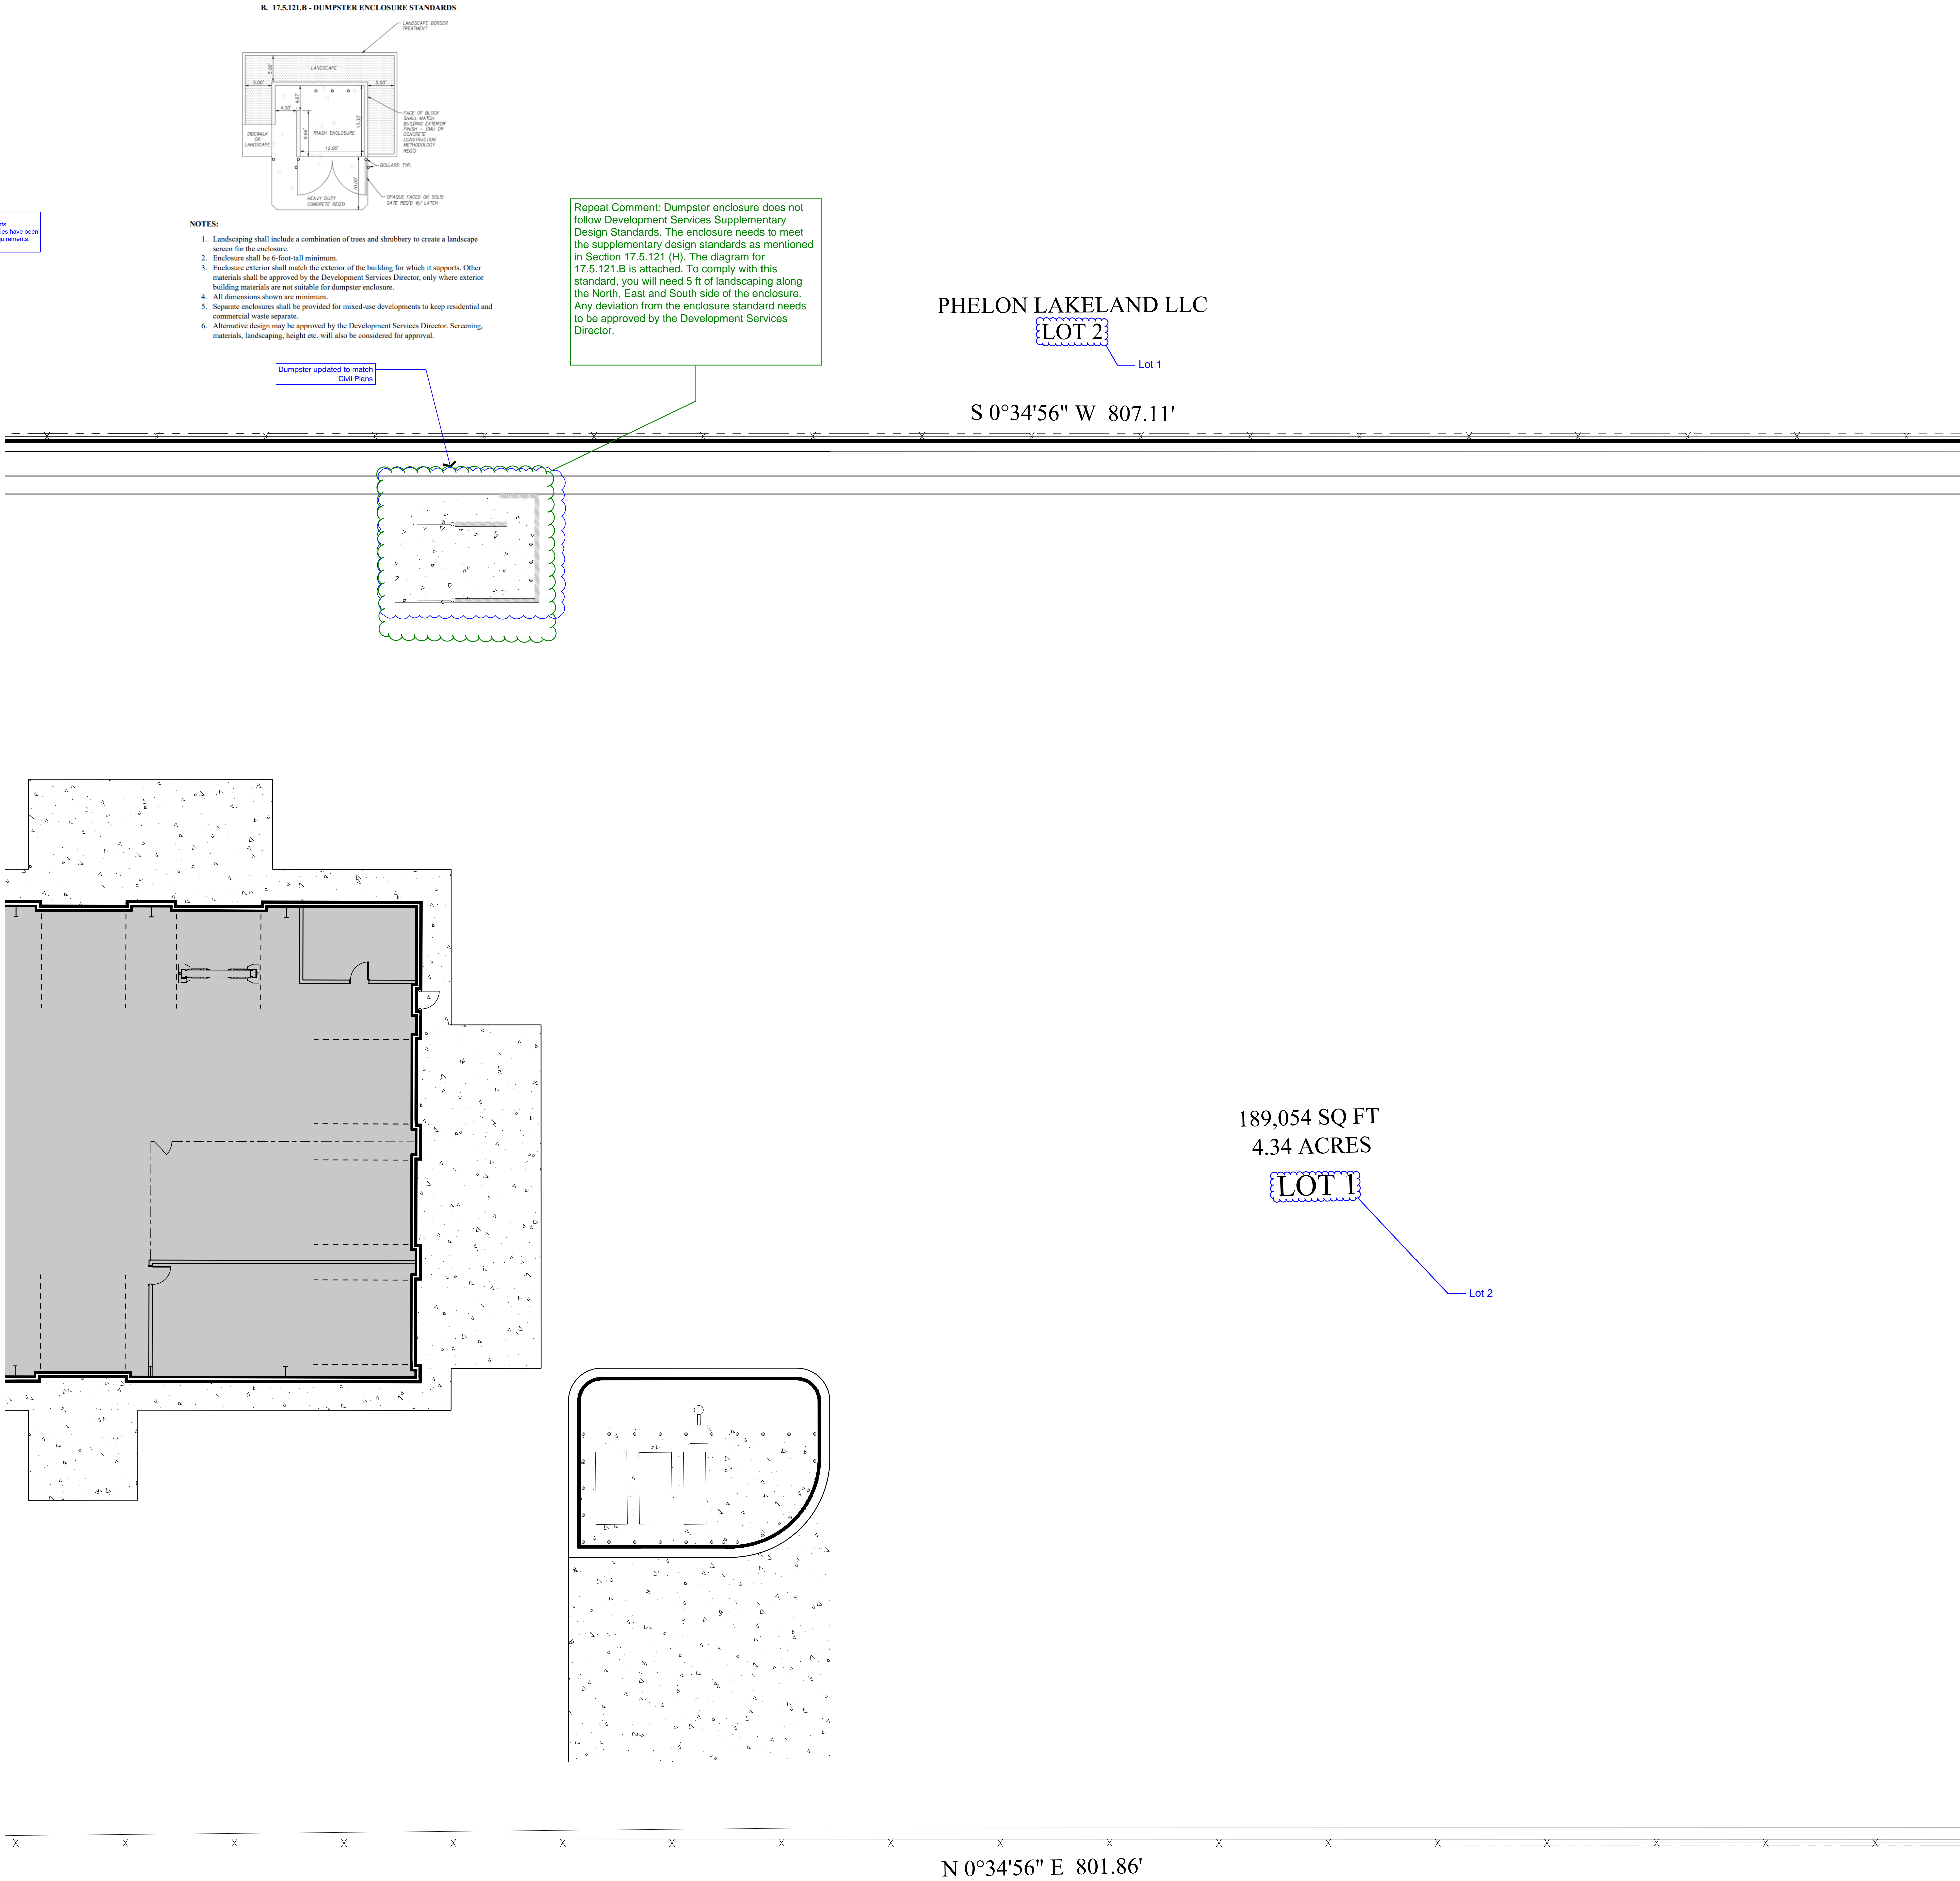 B. 17.5.121.B - DUMPSTER ENCLOSURE STANDARDS
LANDSCAPE BORDER
TREATMENT
LANDSCAPE
5.00'
5.00'
5.00'
4.00'
4.67'
8.66'
13.33'
SIDEWALK
OR
LANDSCAPE
TRASH ENCLOSURE
12.00'
FACE OF BLOCK
SHALL MATCH
BUILDING EXTERIOR
FINISH - CMU OR
CONCRETE
CONSTRUCTION
METHODOLOGY
REQ'D
BOLLARD TYP.
10.00'
HEAVY DUTY
CONCRETE REQ'D
OPAQUE FACED OR SOLID
GATE REQ'D W/ LATCH
NOTES:
1. Landscaping shall include a combination of trees and shrubbery to create a landscape
screen for the enclosure.
2. Enclosure shall be 6-foot-tall minimum.
3. Enclosure exterior shall match the exterior of the building for which it supports. Other
materials shall be approved by the Development Services Director, only where exterior
building materials are not suitable for dumpster enclosure.
4. All dimensions shown are minimum.
5. Separate enclosures shall be provided for mixed-use developments to keep residential and
commercial waste separate.
6. Alternative design may be approved by the Development Services Director. Screening,
materials, landscaping, height etc. will also be considered for approval.
nts.
ies have been
quirements.
Dumpster updated to match
Civil Plans
Repeat Comment: Dumpster enclosure does not
follow Development Services Supplementary
Design Standards. The enclosure needs to meet
the supplementary design standards as mentioned
in Section 17.5.121 (H). The diagram for
17.5.121.B is attached. To comply with this
standard, you will need 5 ft of landscaping along
the North, East and South side of the enclosure.
Any deviation from the enclosure standard needs
to be approved by the Development Services
Director.
PHELON LAKELAND LLC
LOT 2
Lot 1
S 0°34'56" W 807.11'
189,054 SQ FT
4.34 ACRES
LOT 1
Lot 2
N 0°34'56" E 801.86'